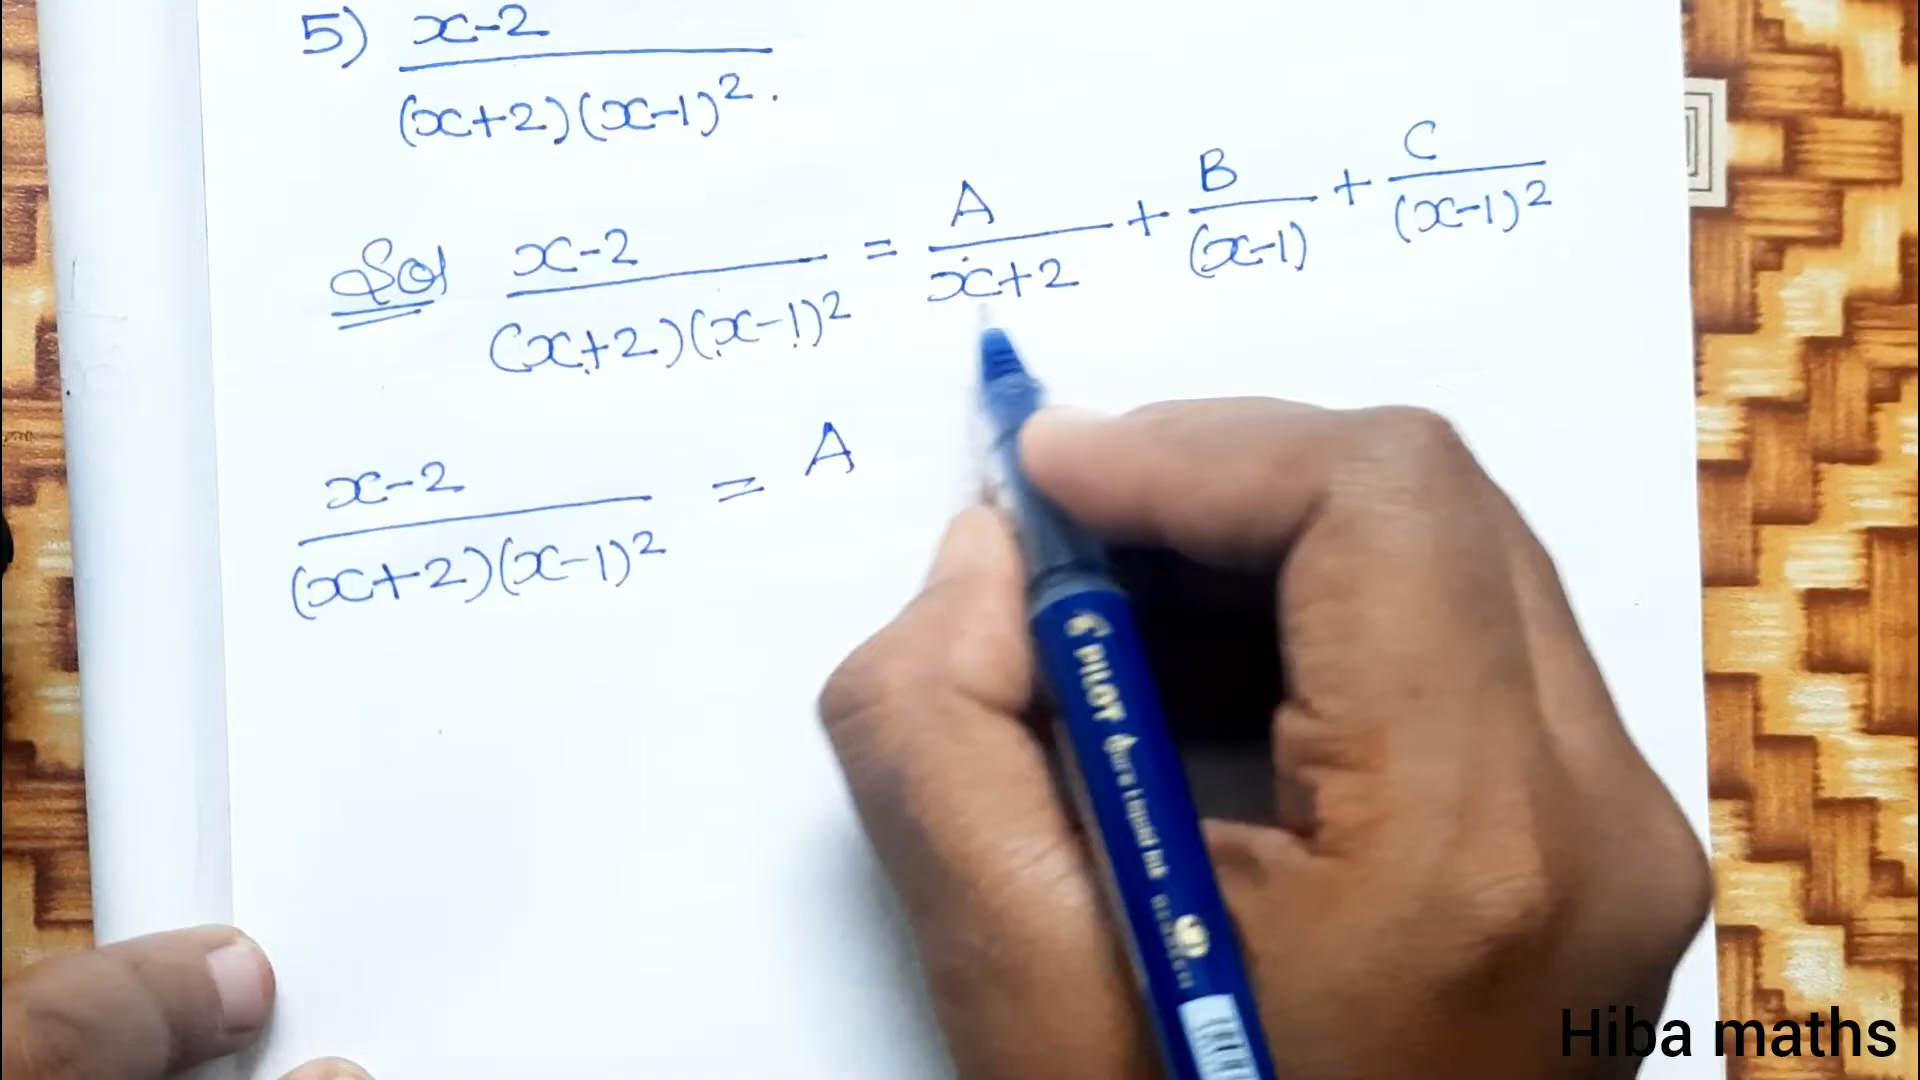 5) x-2
(x+2)(x-1)².
Sol x-2 / (x+2)(x-1)² = A / x+2 + B / (x-1) + C / (x-1)²
x-2 / (x+2)(x-1)² = A
PILOT
Hiba maths